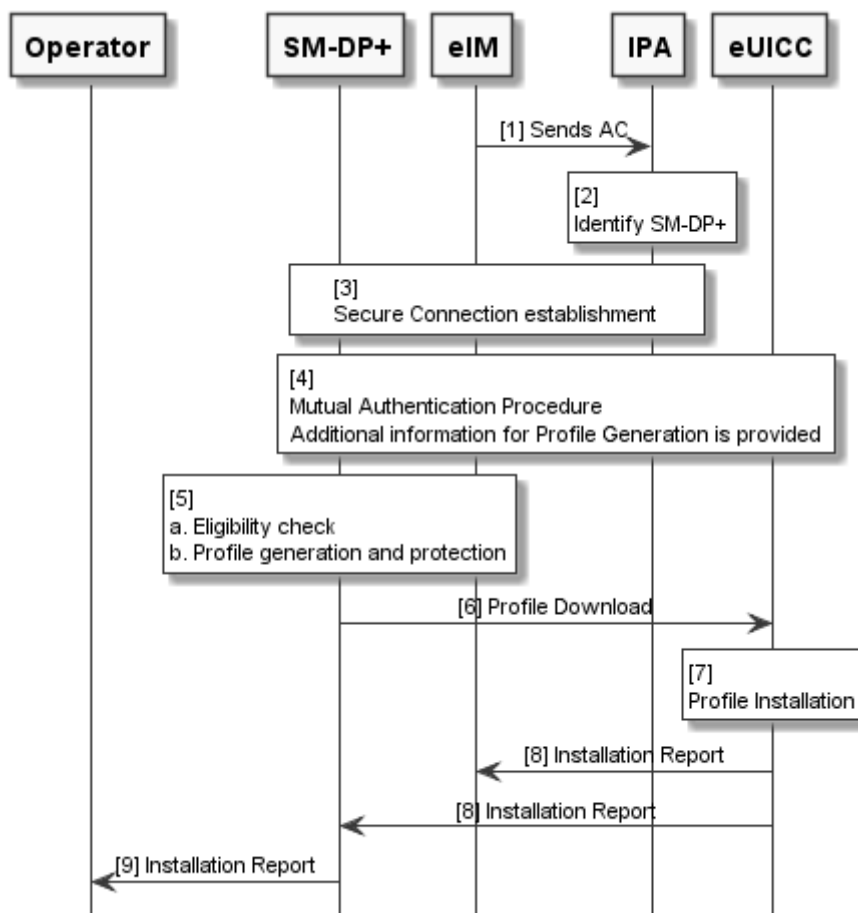 Operator
SM-DP+
eIM
IPA
eUICC
[1] Sends AC
[2]
Identify SM-DP+
[3]
Secure Connection establishment
[4]
Mutual Authentication Procedure
Additional information for Profile Generation is provided
[5]
a. Eligibility check
b. Profile generation and protection
[6] Profile Download
[7]
Profile Installation
[8] Installation Report
[8] Installation Report
[9] Installation Report